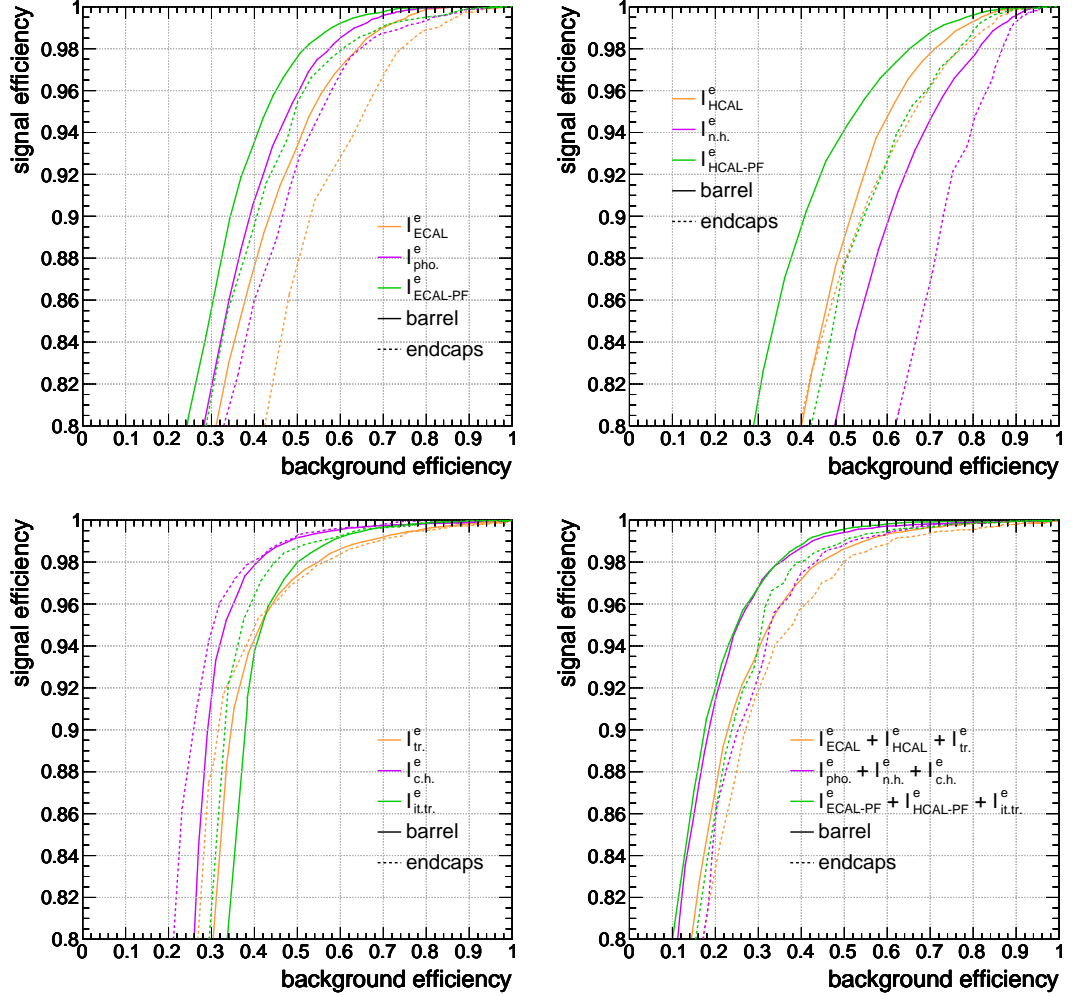 signal efficiency
1
0.98
0.96
0.94
0.92
0.9
0.88
0.86
0.84
0.82
0.8
I^e_ECAL
I^e_pho.
I^e_ECAL-PF
barrel
endcaps
0 0.1 0.2 0.3 0.4 0.5 0.6 0.7 0.8 0.9 1
background efficiency
signal efficiency
1
0.98
0.96
0.94
0.92
0.9
0.88
0.86
0.84
0.82
0.8
I^e_HCAL
I^e_n.h.
I^e_HCAL-PF
barrel
endcaps
0 0.1 0.2 0.3 0.4 0.5 0.6 0.7 0.8 0.9 1
background efficiency
signal efficiency
1
0.98
0.96
0.94
0.92
0.9
0.88
0.86
0.84
0.82
0.8
I^e_tr.
I^e_c.h.
I^e_it.tr.
barrel
endcaps
0 0.1 0.2 0.3 0.4 0.5 0.6 0.7 0.8 0.9 1
background efficiency
signal efficiency
1
0.98
0.96
0.94
0.92
0.9
0.88
0.86
0.84
0.82
0.8
I^e_ECAL + I^e_HCAL + I^e_tr.
I^e_pho. + I^e_n.h. + I^e_c.h.
I^e_ECAL-PF + I^e_HCAL-PF + I^e_it.tr.
barrel
endcaps
0 0.1 0.2 0.3 0.4 0.5 0.6 0.7 0.8 0.9 1
background efficiency